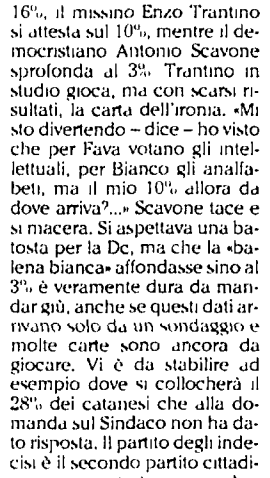 16%, il missino Enzo Trantino
si attesta sul 10%, mentre il de-
mocristiano Antonio Scavone
sprofonda al 3%. Trantino in
studio gioca, ma con scarsi ri-
sultati, la carta dell'ironia. «Mi
sto divertendo – dice – ho visto
che per Fava votano gli intel-
lettuali, per Bianco gli analfa-
beti, ma il mio 10% allora da
dove arriva?...» Scavone tace e
si macera. Si aspettava una ba-
tosta per la Dc, ma che la «ba-
lena bianca» affondasse sino al
3% è veramente dura da man-
dar giù, anche se questi dati ar-
rivano solo da un sondaggio e
molte carte sono ancora da
giocare. Vi è da stabilire ad
esempio dove si collocherà il
28% dei catanesi che alla do-
manda sul Sindaco non ha da-
to risposta. Il partito degli inde-
cisi è il secondo partito cittadi-